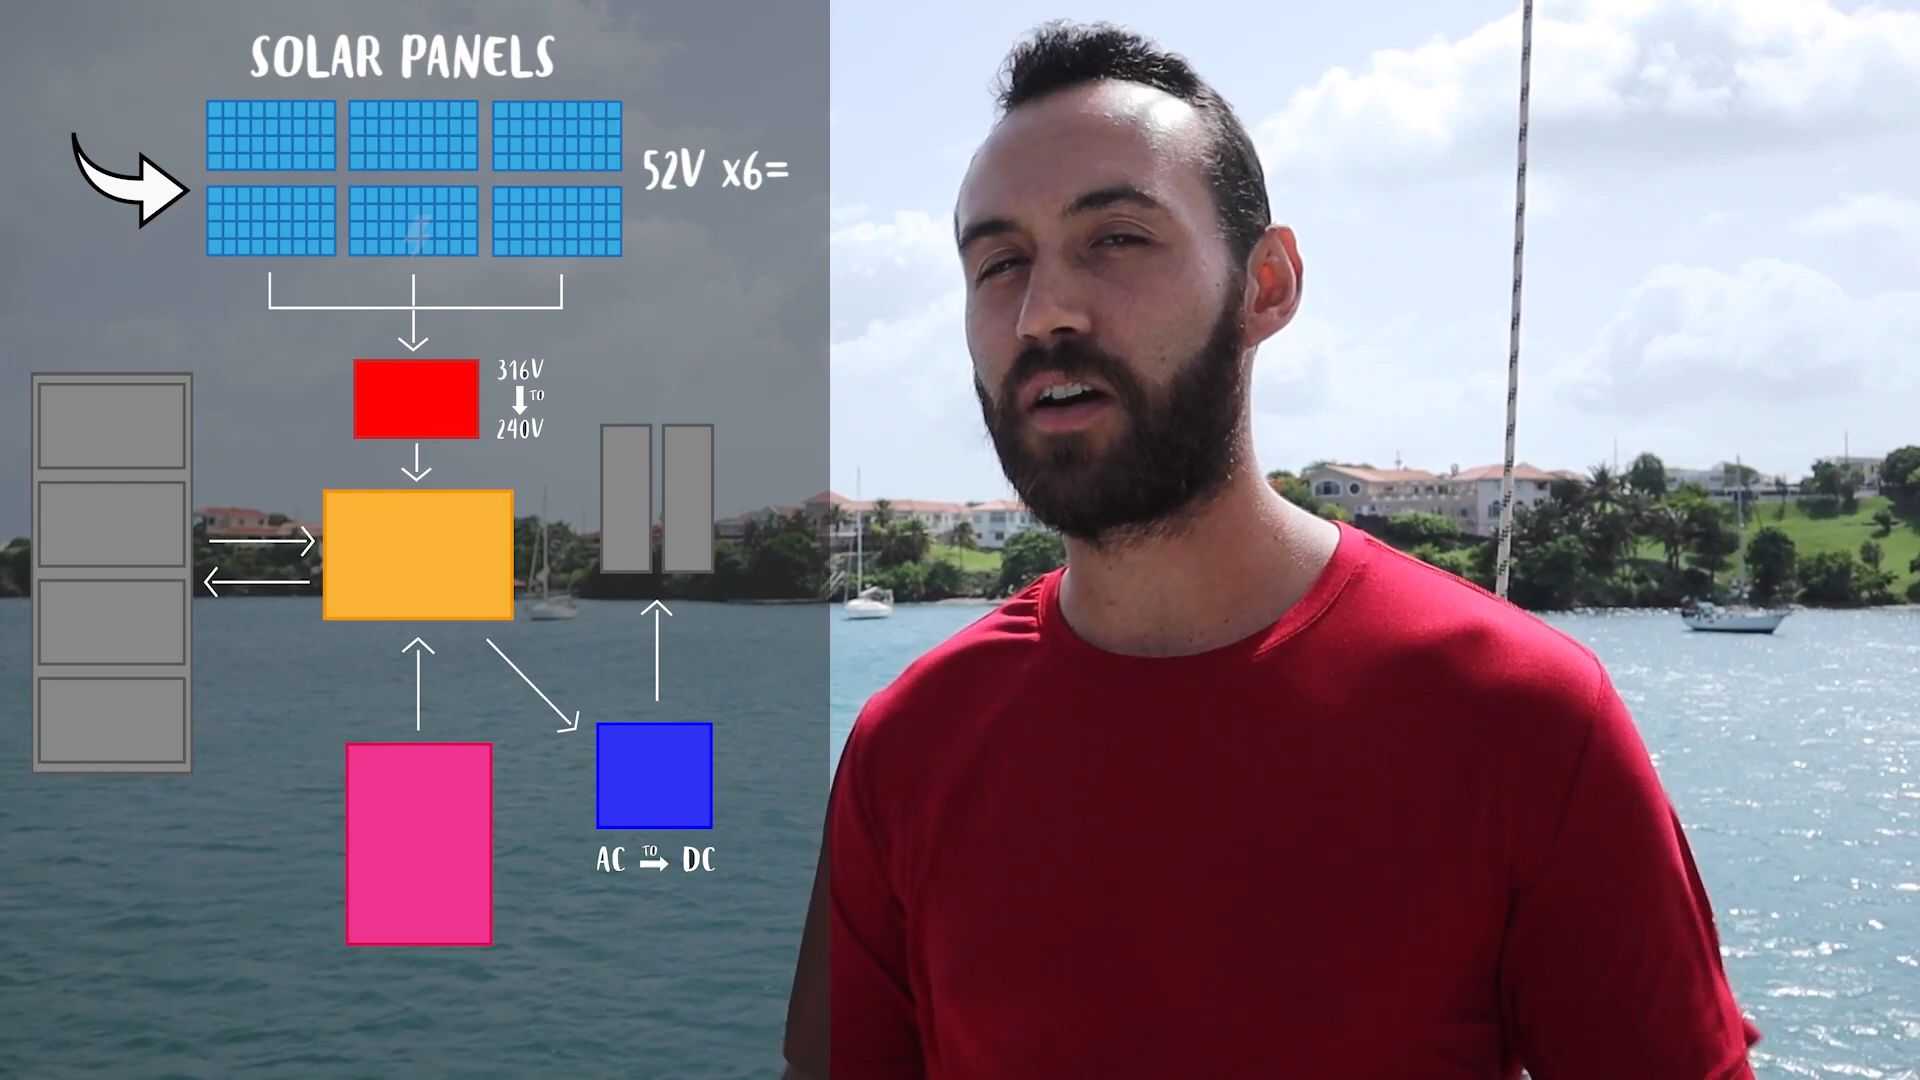 SOLAR PANELS
52V x6=
316V
TO
240V
AC TO DC